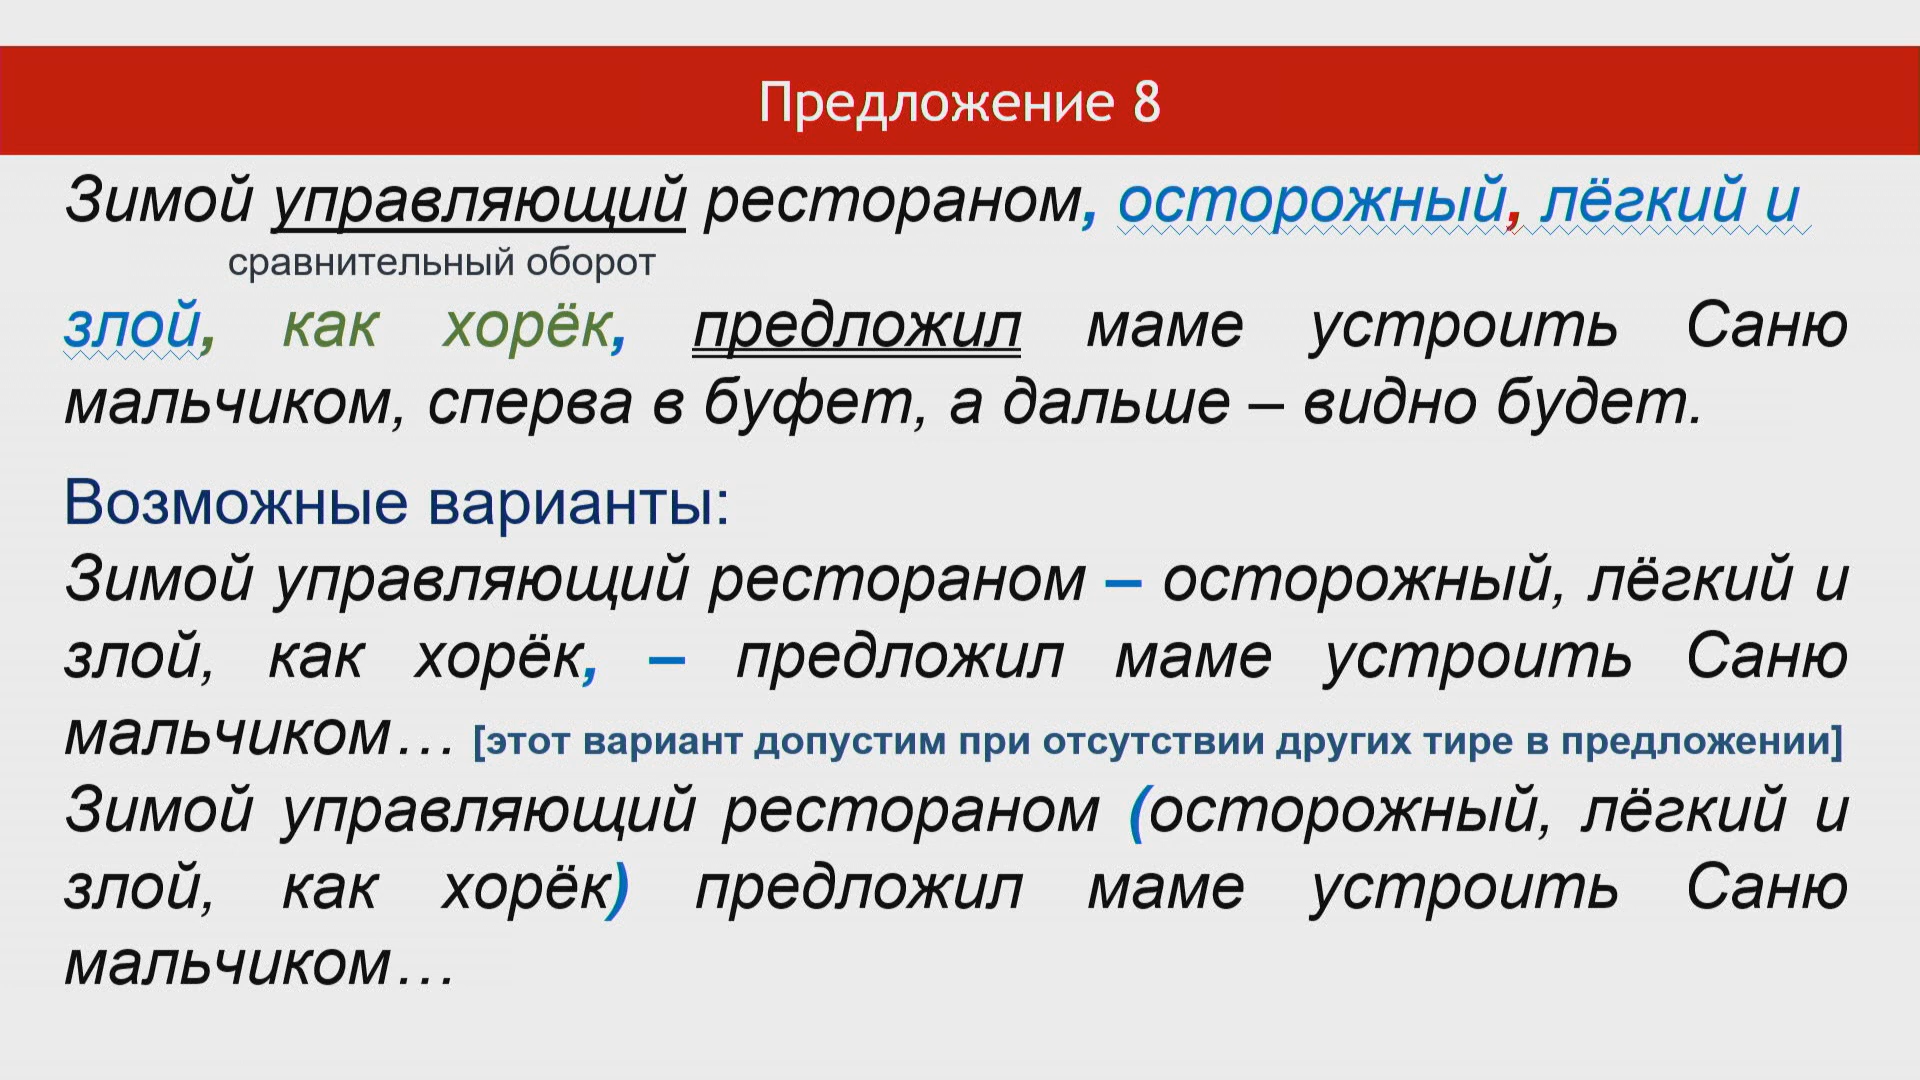 Предложение 8
Зимой управляющий рестораном, осторожный, лёгкий и
сравнительный оборот
злой, как хорёк, предложил маме устроить Саню
мальчиком, сперва в буфет, а дальше – видно будет.
Возможные варианты:
Зимой управляющий рестораном – осторожный, лёгкий и
злой, как хорёк, – предложил маме устроить Саню
мальчиком… [этот вариант допустим при отсутствии других тире в предложении]
Зимой управляющий рестораном (осторожный, лёгкий и
злой, как хорёк) предложил маме устроить Саню
мальчиком…